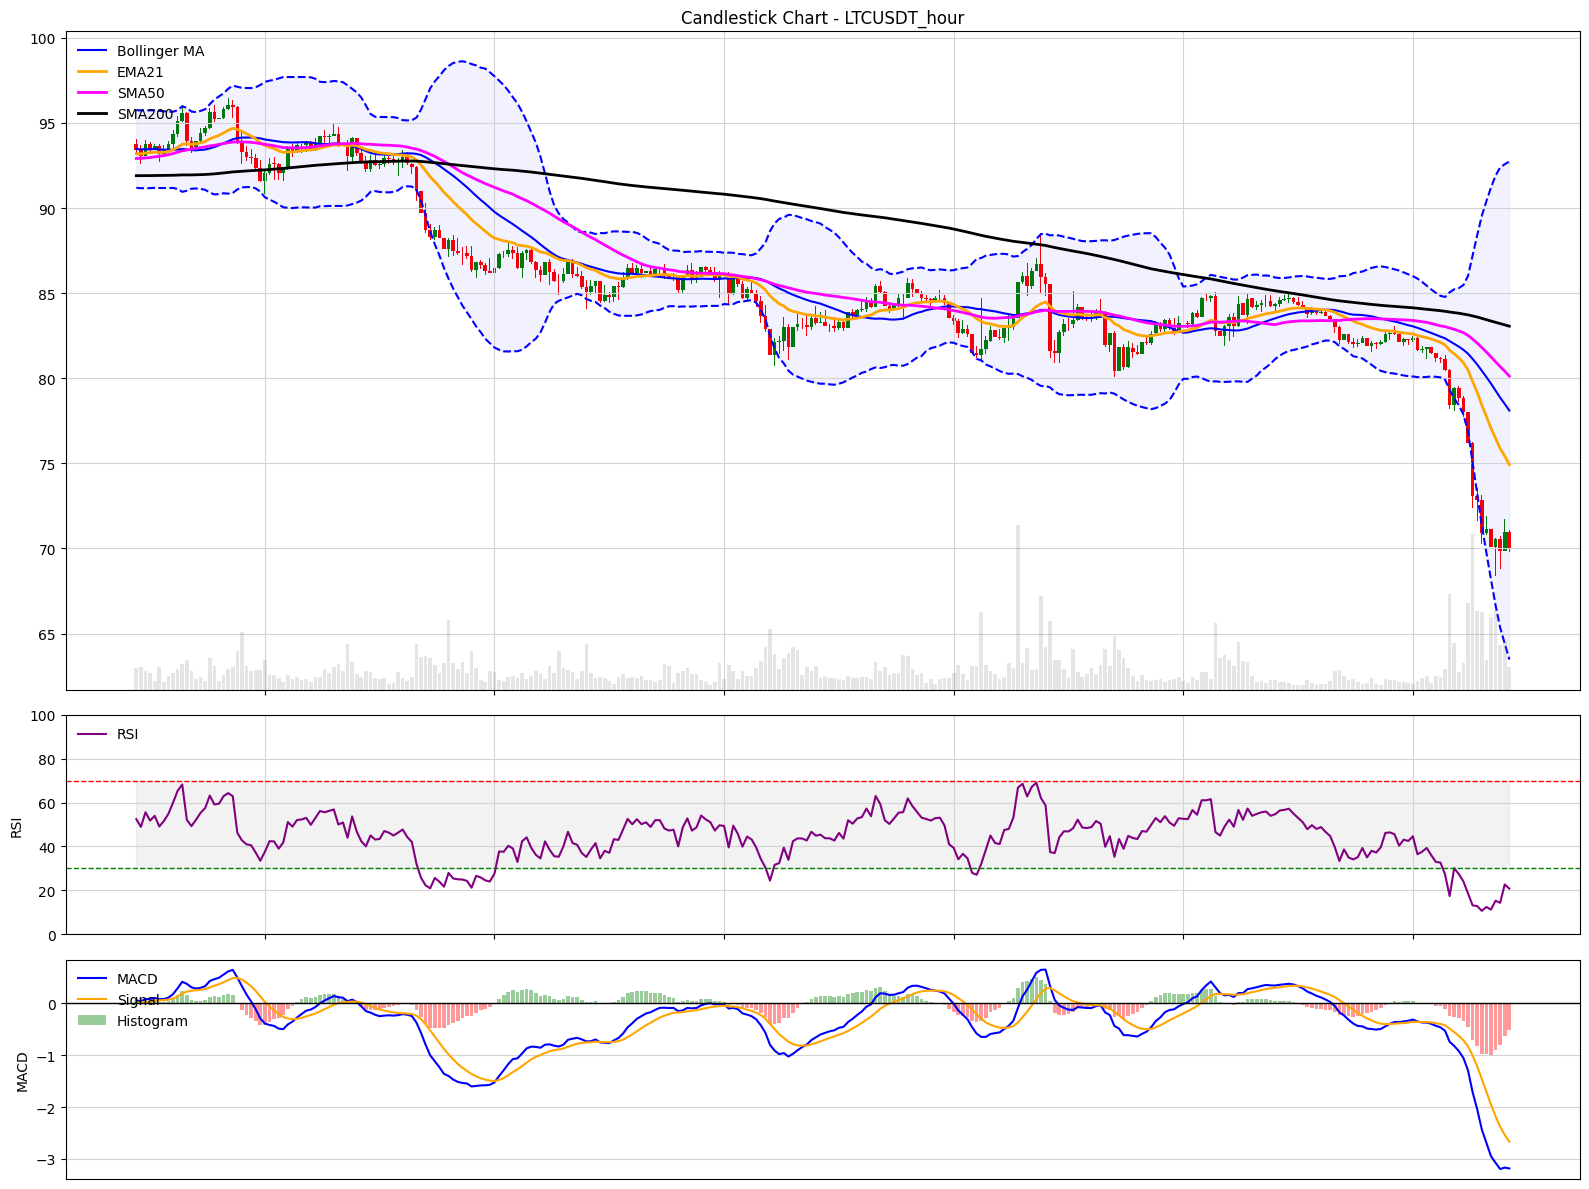 Candlestick Chart - LTCUSDT_hour
100
95
90
85
80
75
70
65
Bollinger MA
EMA21
SMA50
SMA200
100
80
60
40
20
0
RSI
RSI
0
−1
−2
−3
MACD
MACD
Signal
Histogram